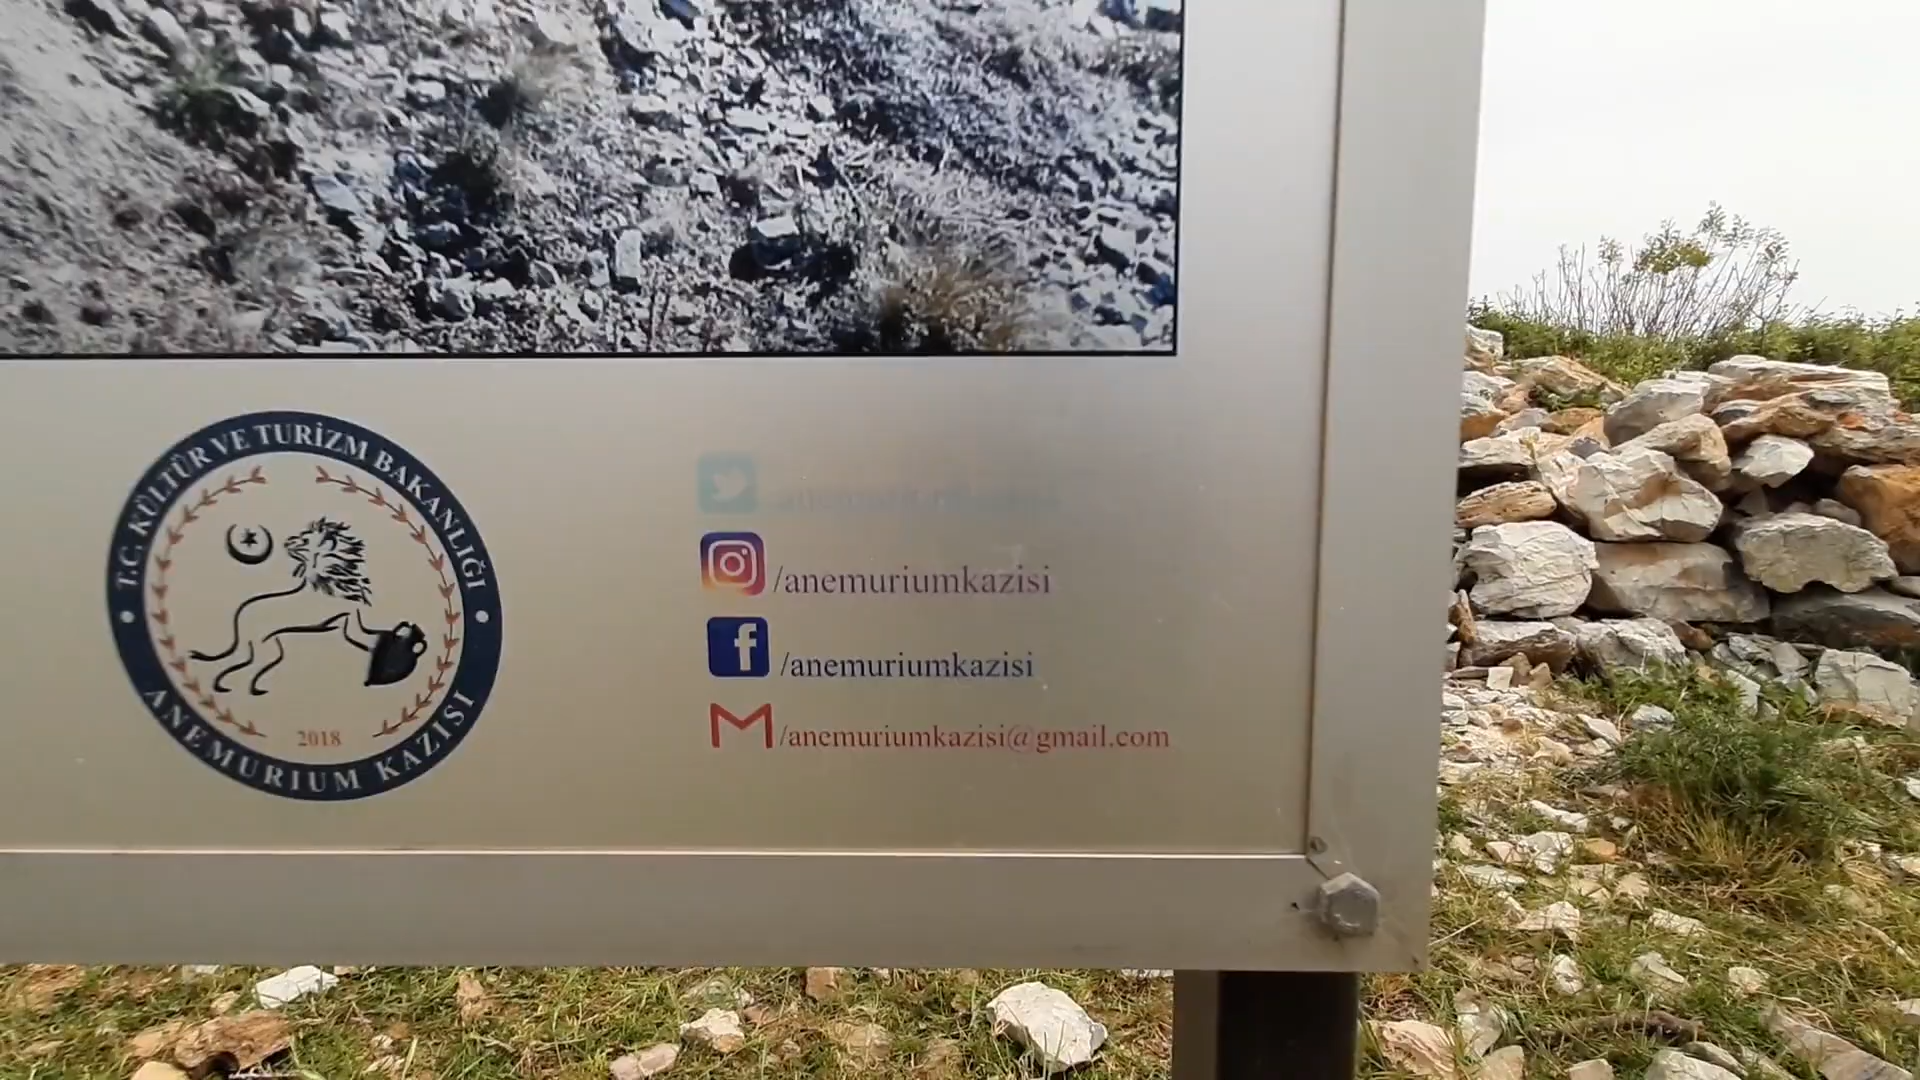 T.C. KÜLTÜR VE TURİZM BAKANLIĞI
2018
ANEMURIUM KAZISI
/anemuriumkazisi
/anemuriumkazisi
/anemuriumkazisi@gmail.com